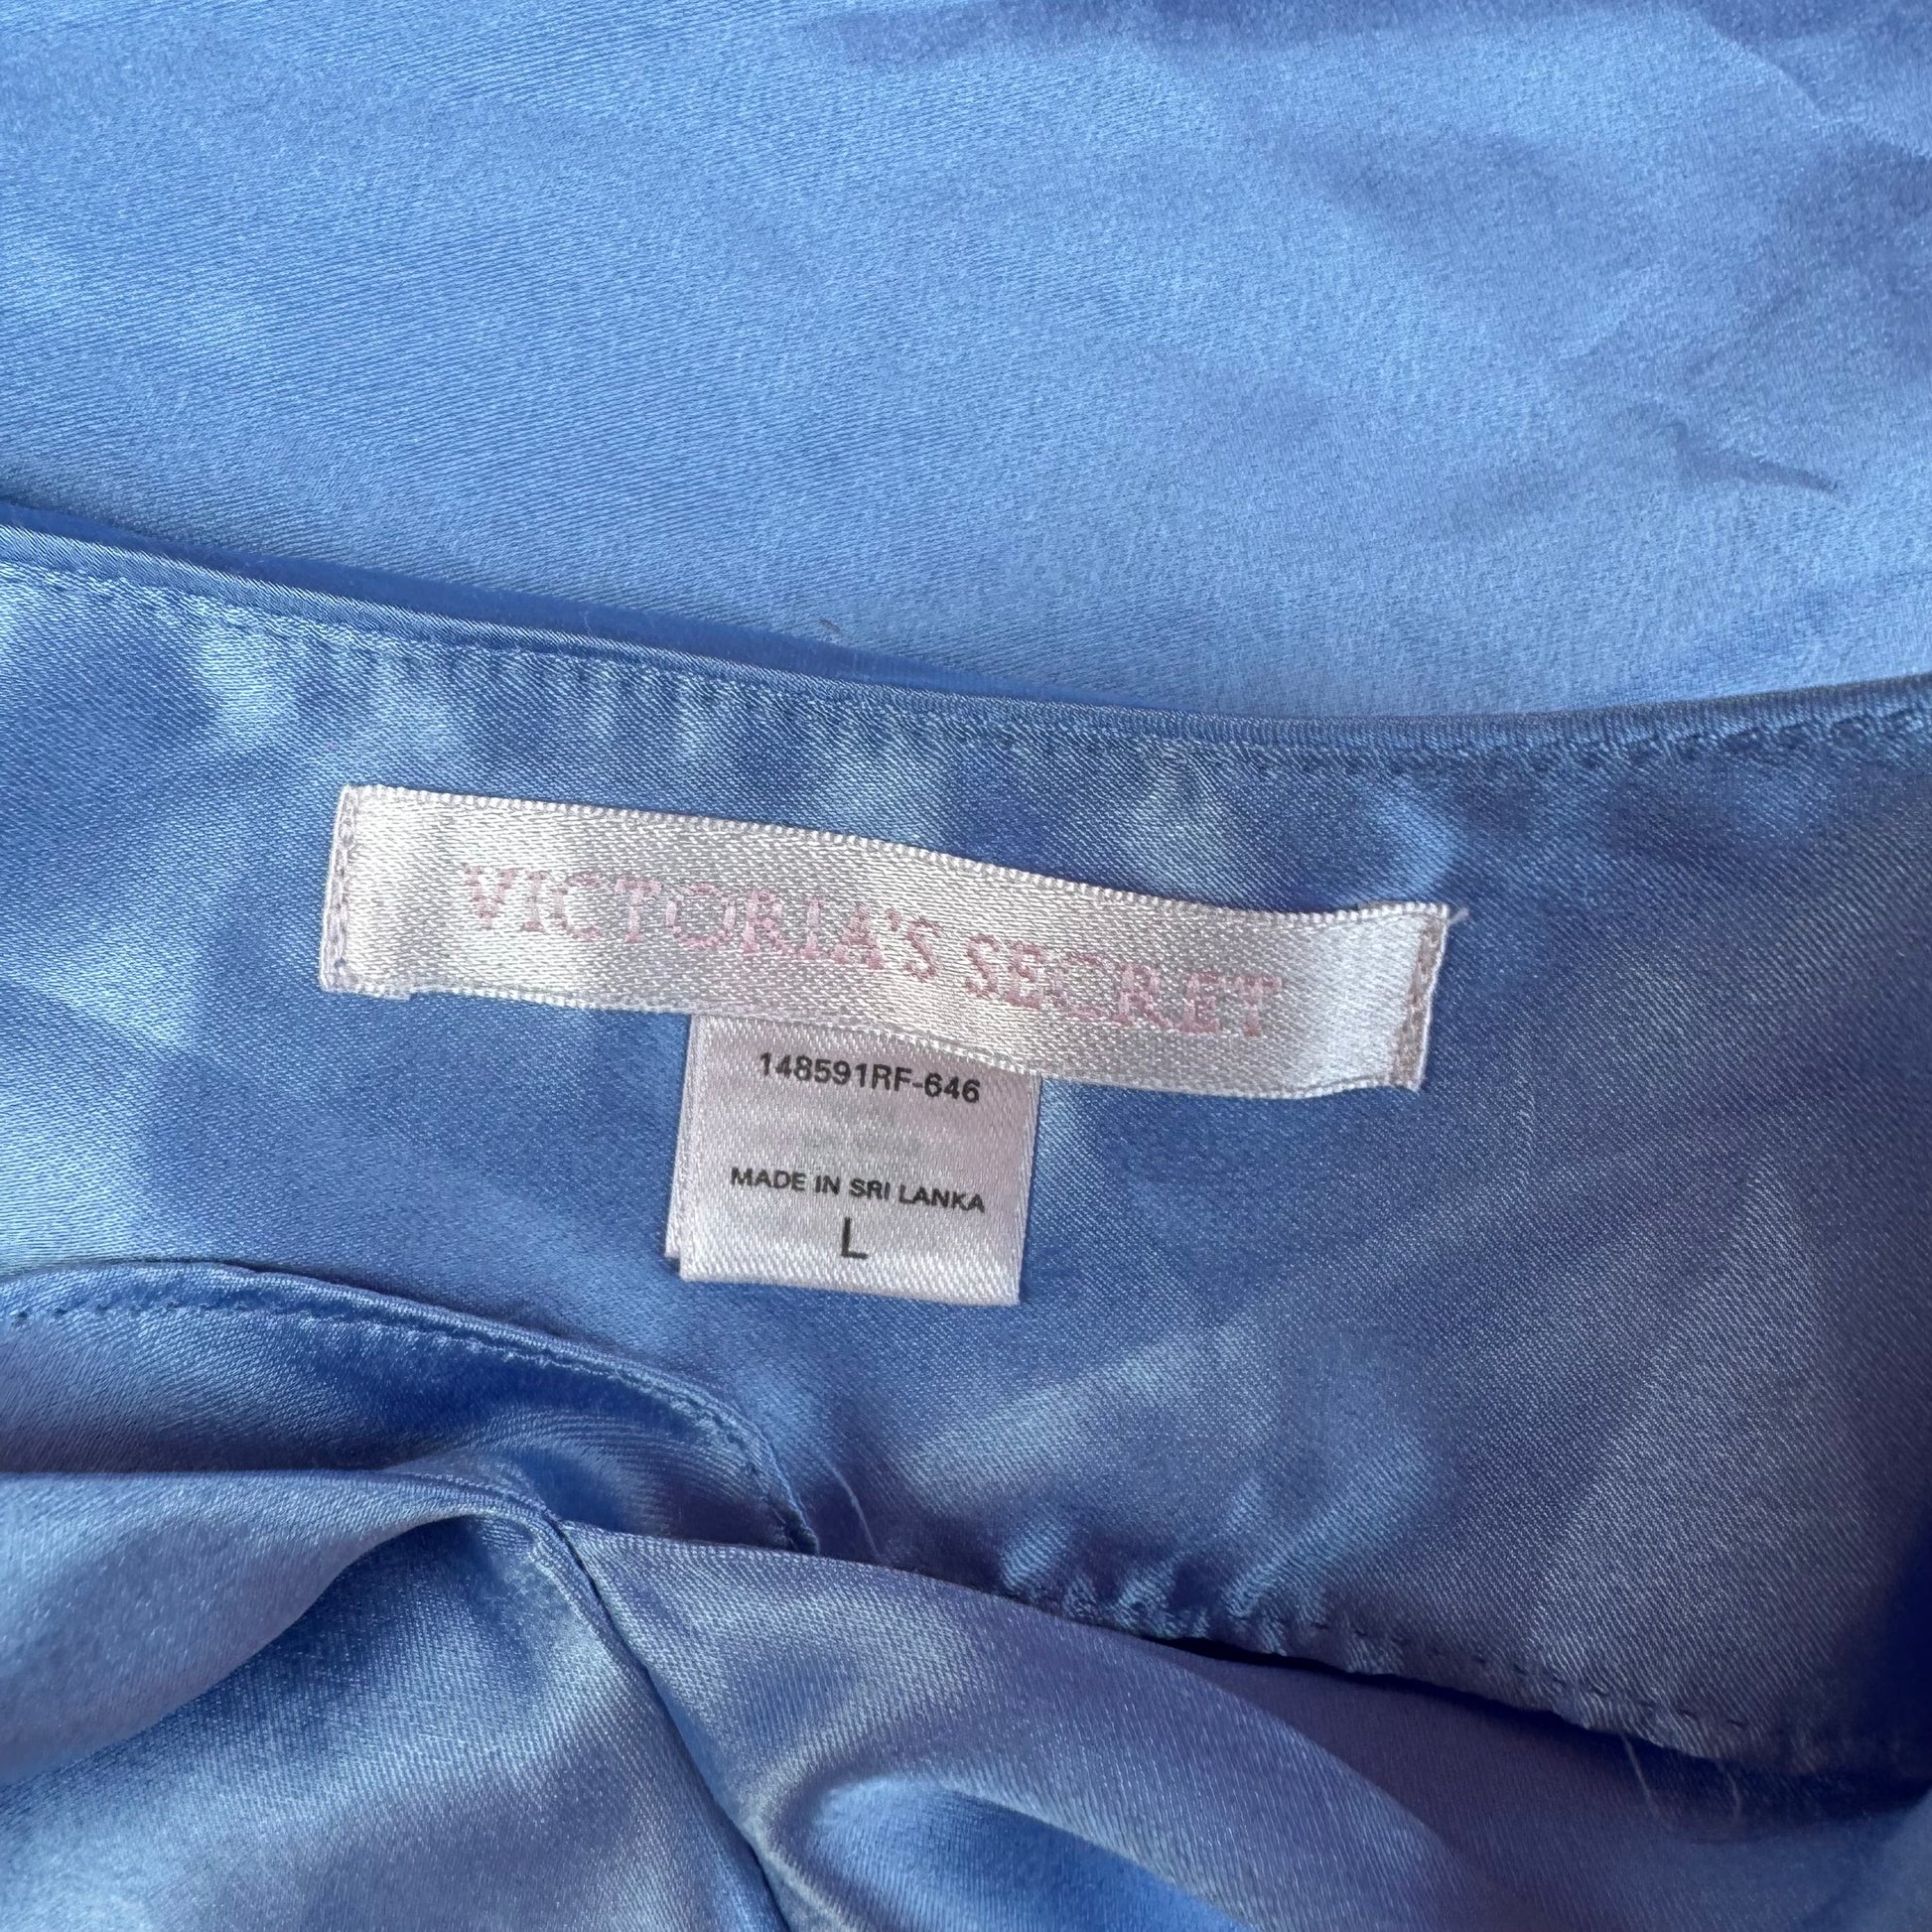 VICTORIA'S SECRET
148591RF-646
MADE IN SRI LANKA
L